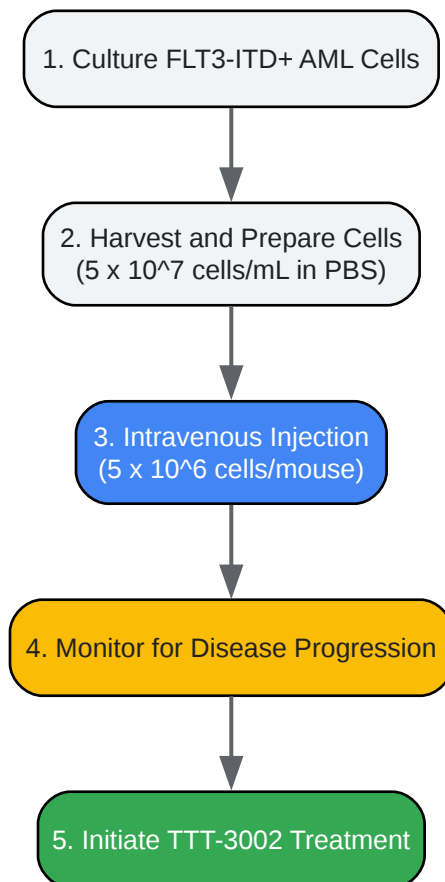 1. Culture FLT3-ITD+ AML Cells
2. Harvest and Prepare Cells
(5 x 10^7 cells/mL in PBS)
3. Intravenous Injection
(5 x 10^6 cells/mouse)
4. Monitor for Disease Progression
5. Initiate TTT-3002 Treatment